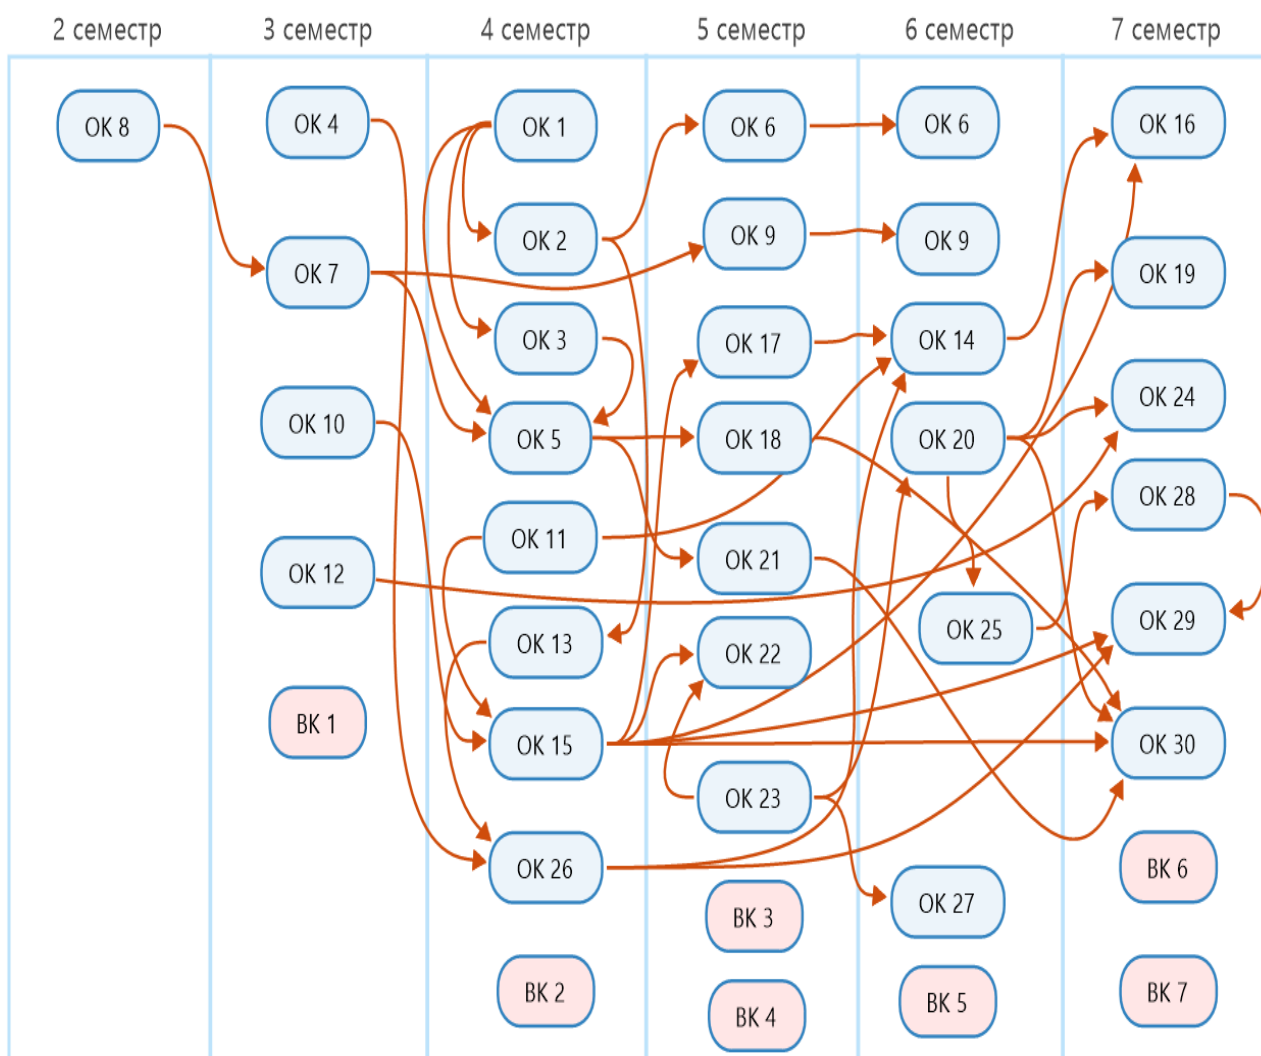 2 семестр
3 семестр
4 семестр
5 семестр
6 семестр
7 семестр
ОК 8
ОК 4
ОК 7
ОК 10
ОК 12
ВК 1
ОК 1
ОК 2
ОК 3
ОК 5
ОК 11
ОК 13
ОК 15
ОК 26
ВК 2
ОК 6
ОК 9
ОК 17
ОК 18
ОК 21
ОК 22
ОК 23
ВК 3
ВК 4
ОК 6
ОК 9
ОК 14
ОК 20
ОК 25
ОК 27
ВК 5
ОК 16
ОК 19
ОК 24
ОК 28
ОК 29
ОК 30
ВК 6
ВК 7